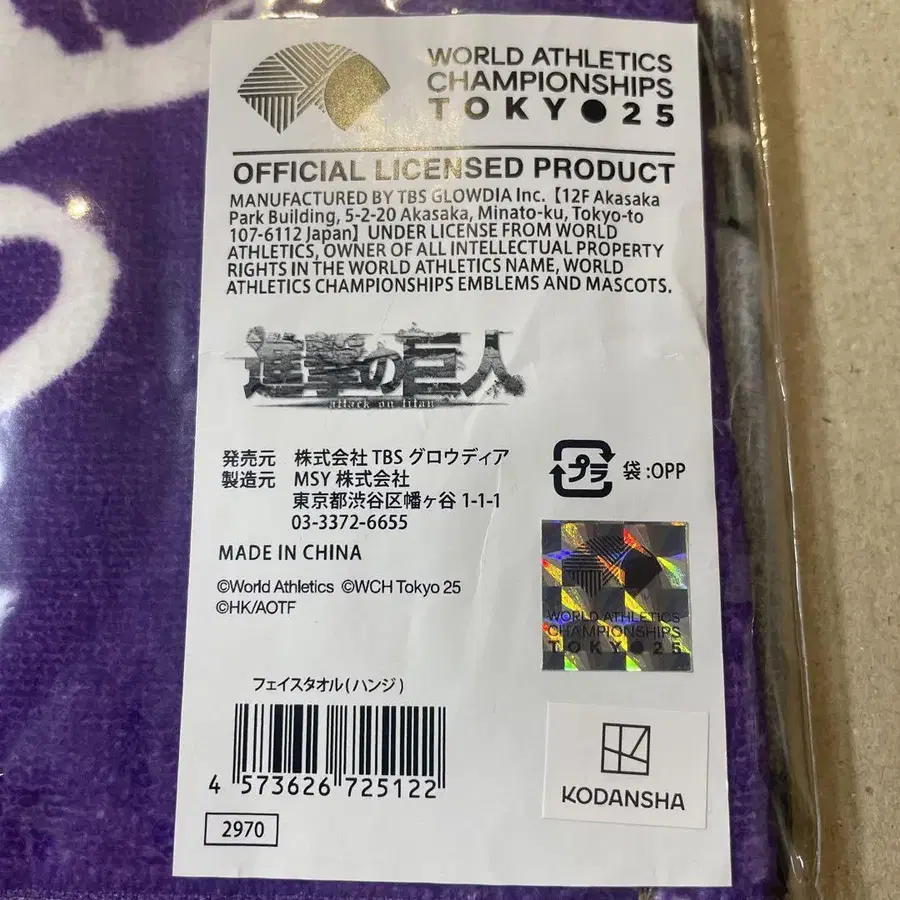 WORLD ATHLETICS
CHAMPIONSHIPS
TOKYO25
TM
OFFICIAL LICENSED PRODUCT
MANUFACTURED BY TBS GLOWDIA Inc.【12F Akasaka
Park Building, 5-2-20 Akasaka, Minato-ku, Tokyo-to
107-6112 Japan】UNDER LICENSE FROM WORLD
ATHLETICS, OWNER OF ALL INTELLECTUAL PROPERTY
RIGHTS IN THE WORLD ATHLETICS NAME, WORLD
ATHLETICS CHAMPIONSHIPS EMBLEMS AND MASCOTS.
進撃の巨人
attack on titan
発売元 株式会社 TBS グロウディア
製造元 MSY 株式会社
東京都渋谷区幡ヶ谷 1-1-1
03-3372-6655
プラ 袋:OPP
MADE IN CHINA
©World Athletics ©WCH Tokyo 25
©HK/AOTF
WORLD ATHLETICS
CHAMPIONSHIPS
TOKYO25
フェイスタオル(ハンジ)
4 573626 725122
2970
KODANSHA